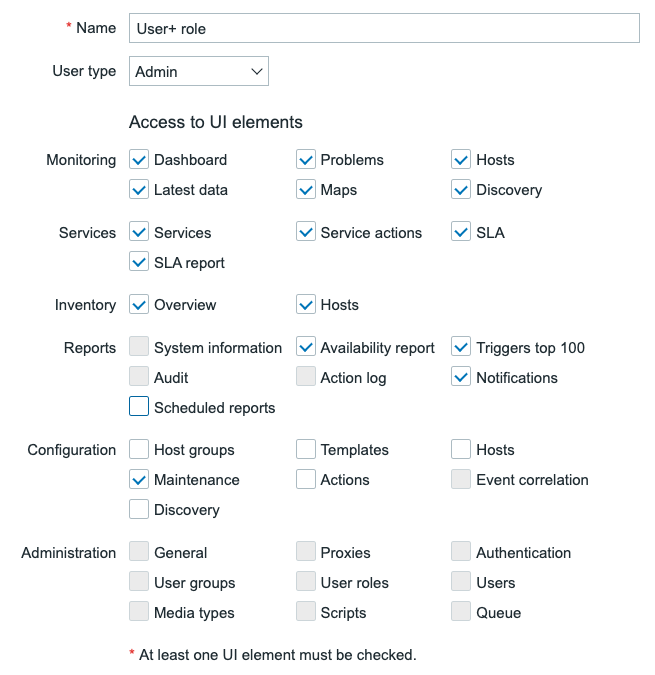 * Name User+ role
User type Admin
Access to UI elements
Monitoring Dashboard Problems Hosts
Latest data Maps Discovery
Services Services Service actions SLA
SLA report
Inventory Overview Hosts
Reports System information Availability report Triggers top 100
Audit Action log Notifications
Scheduled reports
Configuration Host groups Templates Hosts
Maintenance Actions Event correlation
Discovery
Administration General Proxies Authentication
User groups User roles Users
Media types Scripts Queue
* At least one UI element must be checked.